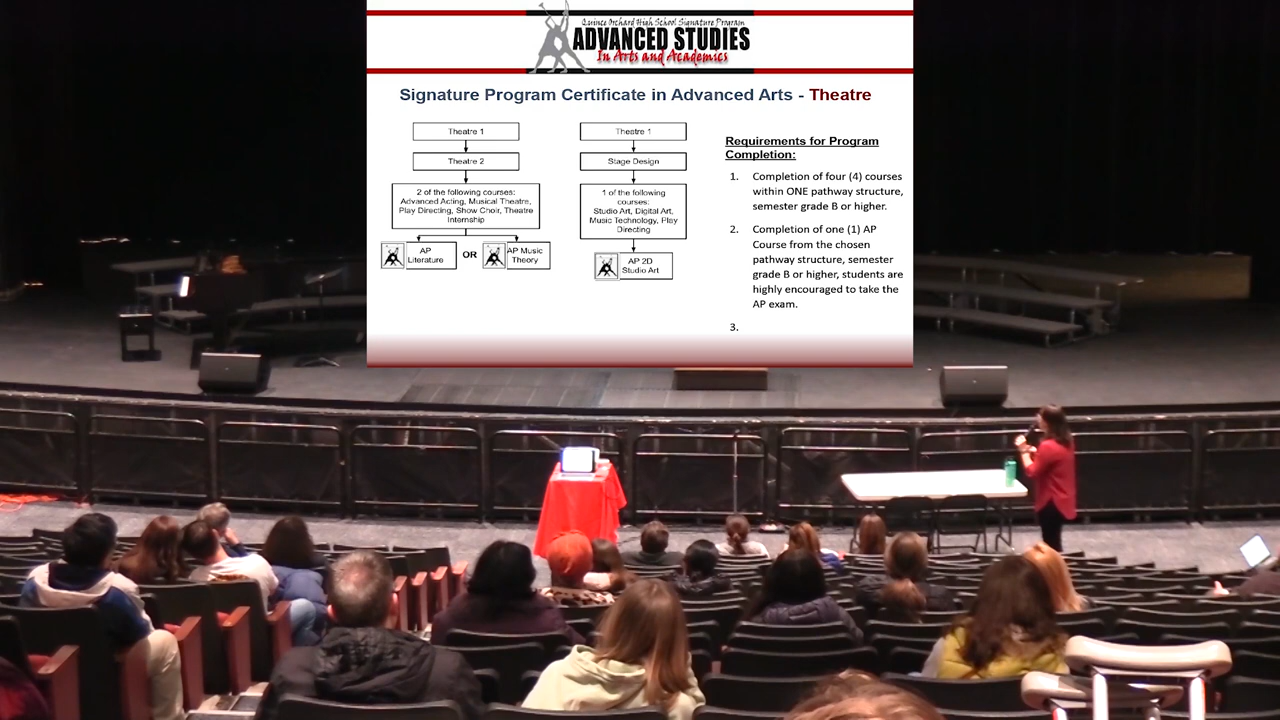 Quince Orchard High School Signature Program
ADVANCED STUDIES
In Arts and Academics
Signature Program Certificate in Advanced Arts - Theatre
Theatre 1
Theatre 2
2 of the following courses:
Advanced Acting, Musical Theatre,
Play Directing, Show Choir, Theatre
Internship
AP
Literature
OR
AP Music
Theory
Theatre 1
Stage Design
1 of the following
courses:
Studio Art, Digital Art,
Music Technology, Play
Directing
AP 2D
Studio Art
Requirements for Program
Completion:
1. Completion of four (4) courses
within ONE pathway structure,
semester grade B or higher.
2. Completion of one (1) AP
Course from the chosen
pathway structure, semester
grade B or higher, students are
highly encouraged to take the
AP exam.
3.